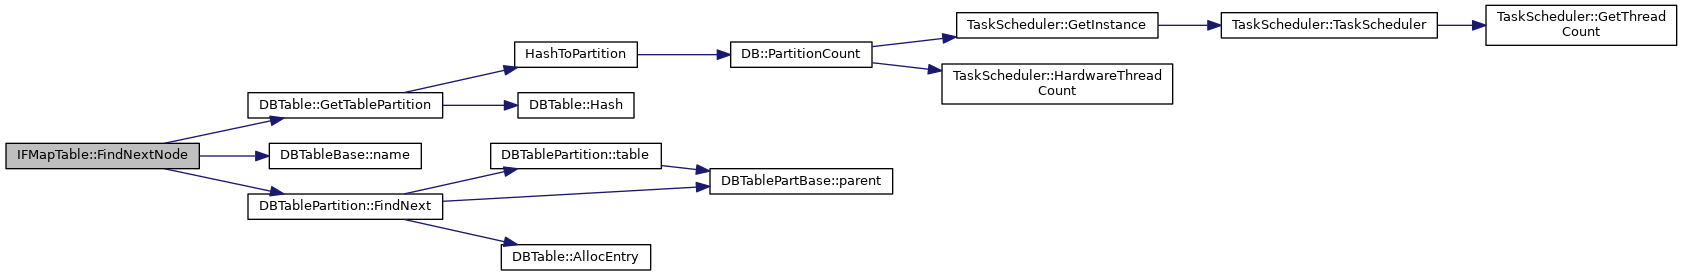 TaskScheduler::GetThread
Count
TaskScheduler::GetInstance
TaskScheduler::TaskScheduler
HashToPartition
DB::PartitionCount
TaskScheduler::HardwareThread
Count
DBTable::GetTablePartition
DBTable::Hash
IFMapTable::FindNextNode
DBTableBase::name
DBTablePartition::table
DBTablePartBase::parent
DBTablePartition::FindNext
DBTable::AllocEntry